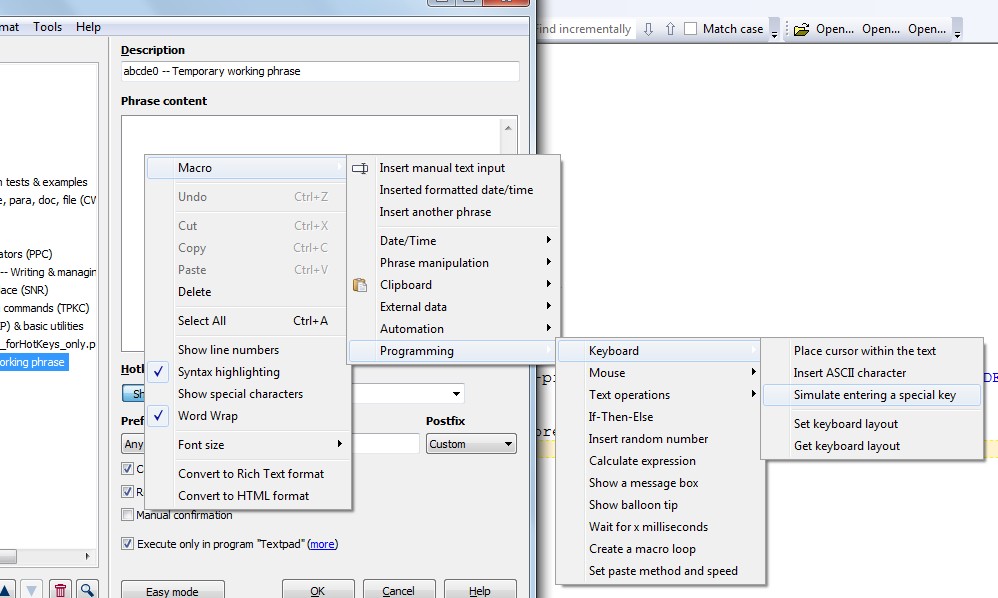 mat Tools Help
Find incrementally Match case Open... Open... Open...
Description
abcde0 -- Temporary working phrase
Phrase content
n tests & examples
e, para, doc, file (CW
ators (PPC)
-- Writing & managin
ace (SNR)
commands (TPKC)
P) & basic utilities
_forHotKeys_only.p
orking phrase
Macro
Undo Ctrl+Z
Cut Ctrl+X
Copy Ctrl+C
Paste Ctrl+V
Delete
Select All Ctrl+A
Show line numbers
Syntax highlighting
Show special characters
Word Wrap
Font size
Convert to Rich Text format
Convert to HTML format
Insert manual text input
Inserted formatted date/time
Insert another phrase
Date/Time
Phrase manipulation
Clipboard
External data
Automation
Programming
Keyboard
Mouse
Text operations
If-Then-Else
Insert random number
Calculate expression
Show a message box
Show balloon tip
Wait for x milliseconds
Create a macro loop
Set paste method and speed
Place cursor within the text
Insert ASCII character
Simulate entering a special key
Set keyboard layout
Get keyboard layout
-p
DE
ore
Hotl
Sh
Pref
Postfix
Any
Custom
C
R
Manual confirmation
Execute only in program "Textpad" (more)
Easy mode OK Cancel Help